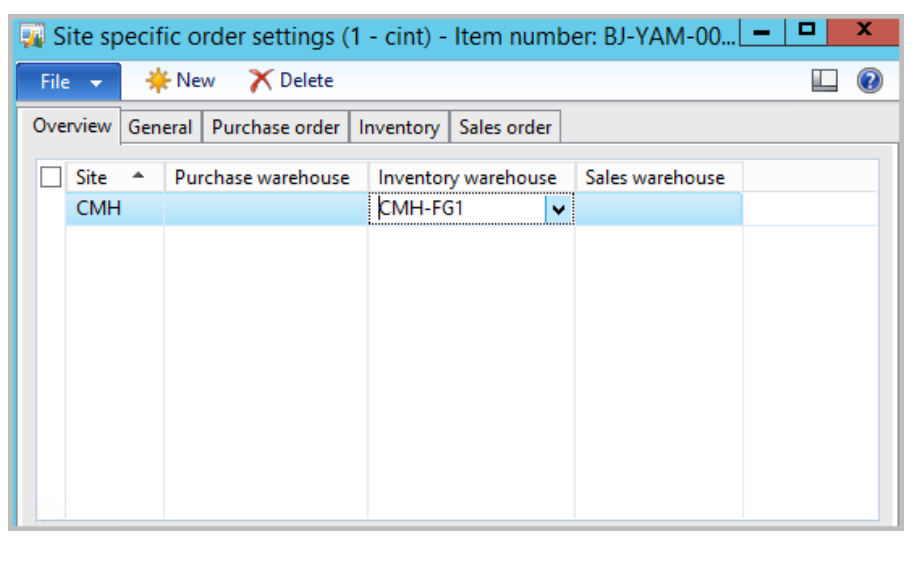 Site specific order settings (1 - cint) - Item number: BJ-YAM-00...
File New Delete
Overview General Purchase order Inventory Sales order
Site Purchase warehouse Inventory warehouse Sales warehouse
CMH CMH-FG1